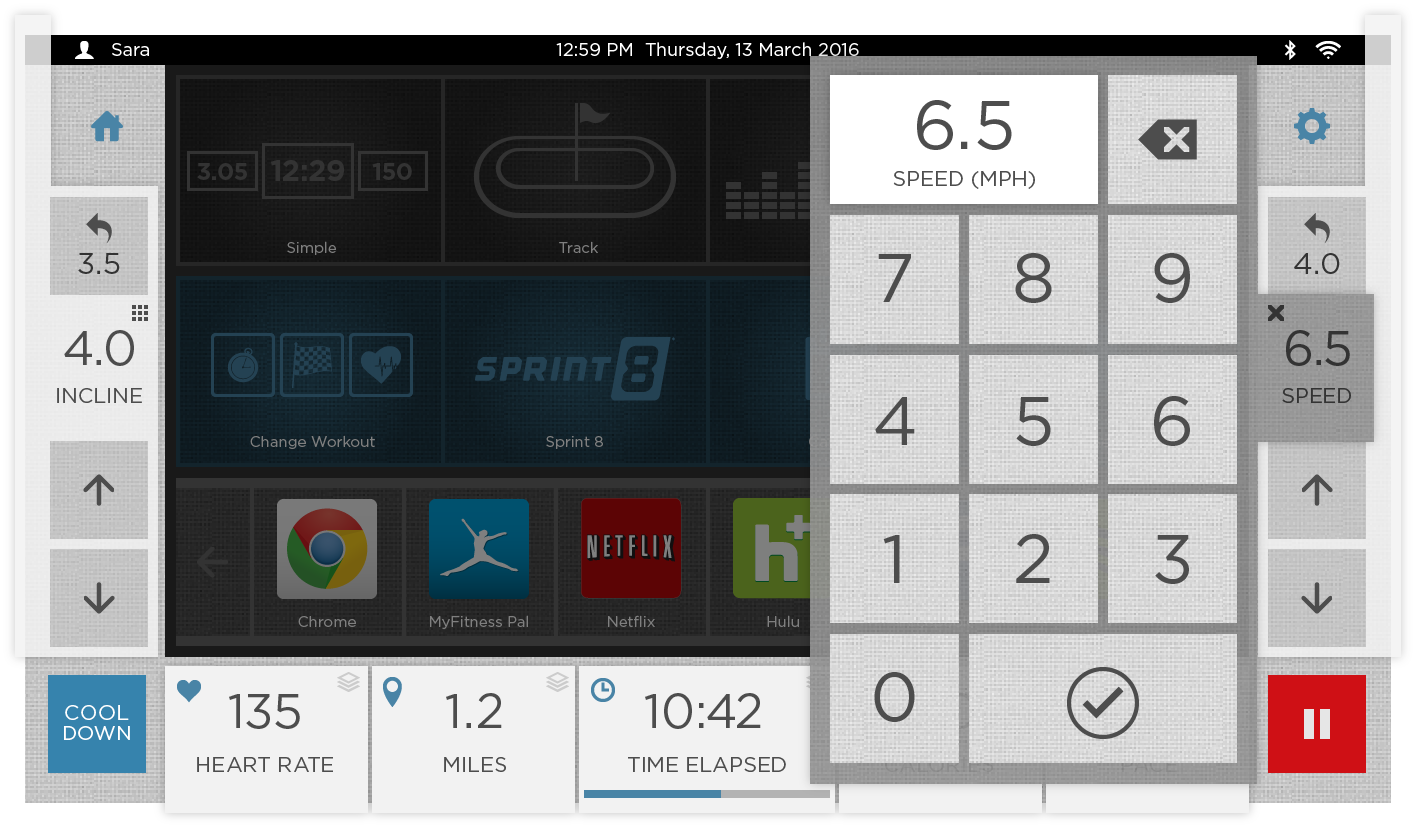 Sara
12:59 PM Thursday, 13 March 2016
3.05
12:29
150
Simple
Track
6.5
SPEED (MPH)
3.5
4.0
INCLINE
7
8
9
4.0
6.5
SPEED
Change Workout
SPRINT 8
Sprint 8
4
5
6
Chrome
MyFitness Pal
NETFLIX
Netflix
h+
Hulu
1
2
3
0
COOL
DOWN
135
HEART RATE
1.2
MILES
10:42
TIME ELAPSED
CALORIES
PACE